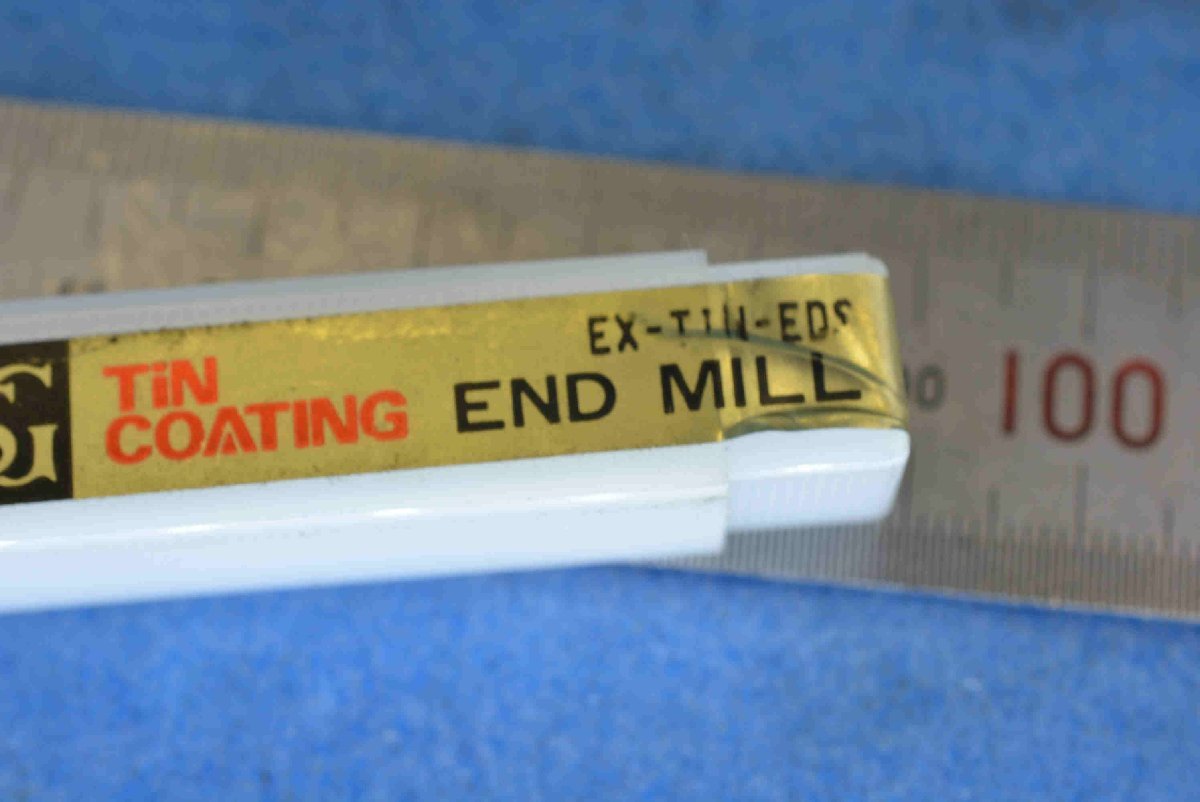 EX-TIN-EDS
TiN
COATING
END MILL
100